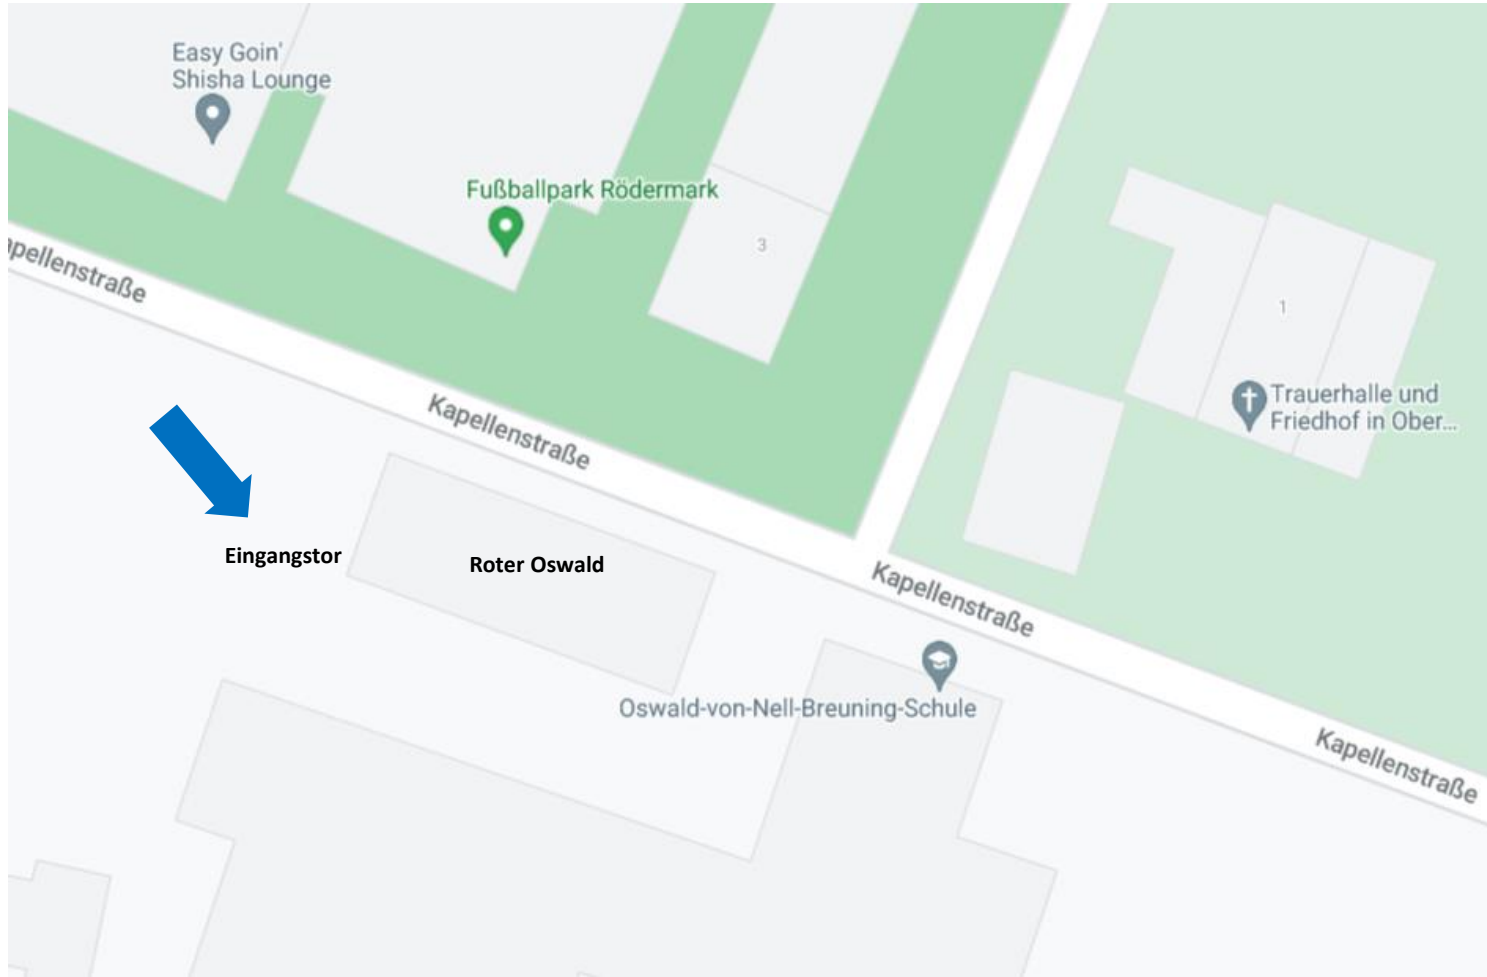 Easy Goin'
Shisha Lounge
Fußballpark Rödermark
3
pellenstraße
1
Trauerhalle und
Friedhof in Ober...
Kapellenstraße
Eingangstor
Roter Oswald
Kapellenstraße
Oswald-von-Nell-Breuning-Schule
Kapellenstraße